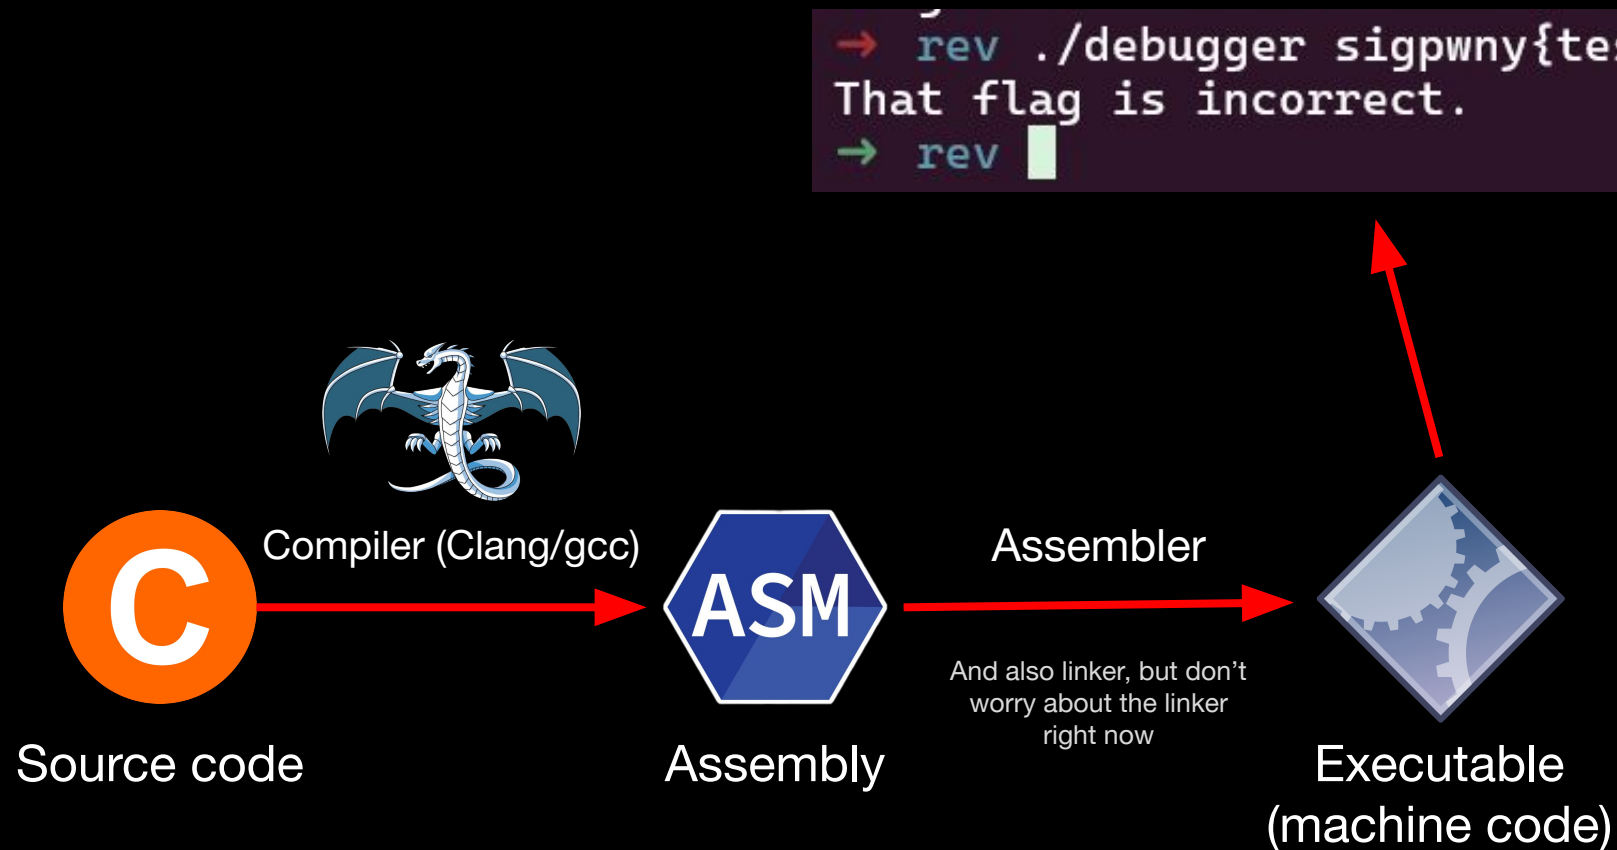 → rev ./debugger sigpwny{te
That flag is incorrect.
→ rev
Compiler (Clang/gcc)
C
ASM
Assembler
And also linker, but don’t
worry about the linker
right now
Source code
Assembly
Executable
(machine code)